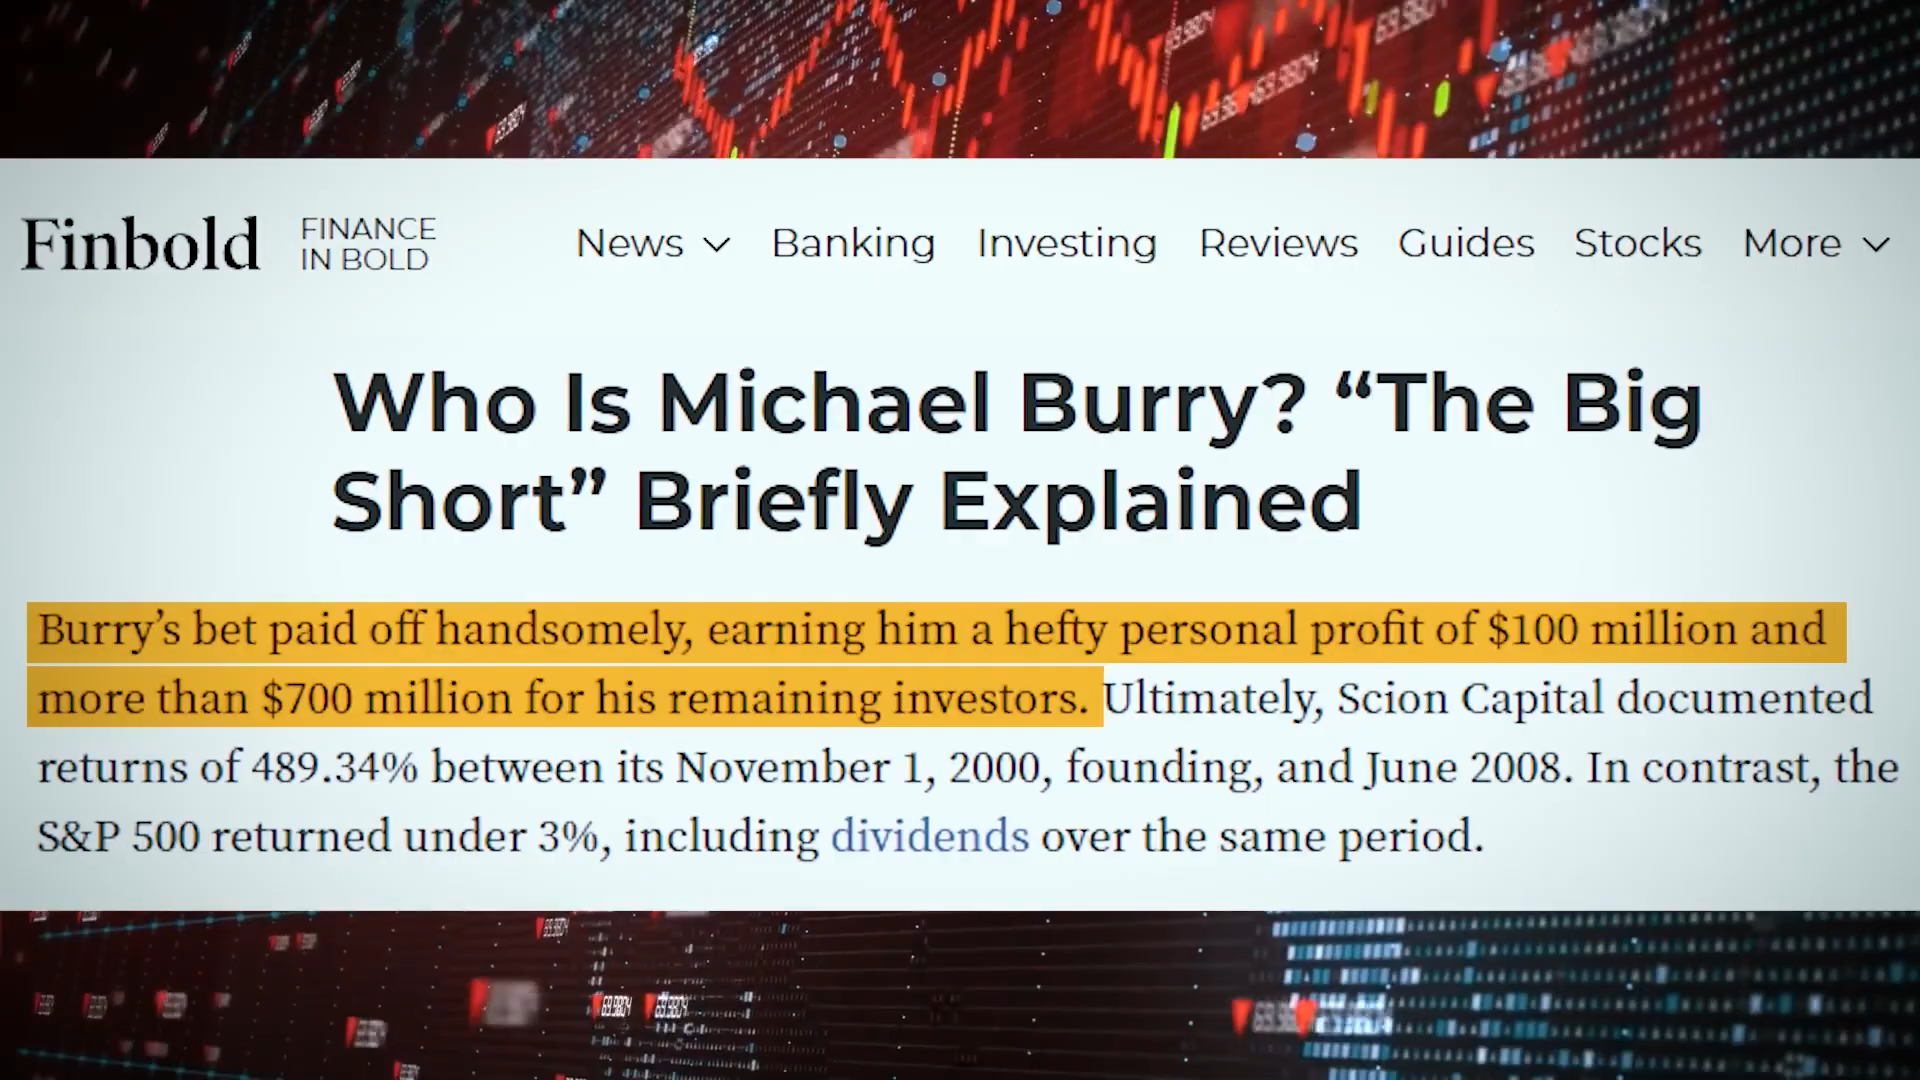 Finbold
FINANCE
IN BOLD
News
Banking
Investing
Reviews
Guides
Stocks
More
Who Is Michael Burry? “The Big
Short” Briefly Explained
Burry’s bet paid off handsomely, earning him a hefty personal profit of $100 million and
more than $700 million for his remaining investors. Ultimately, Scion Capital documented
returns of 489.34% between its November 1, 2000, founding, and June 2008. In contrast, the
S&P 500 returned under 3%, including dividends over the same period.